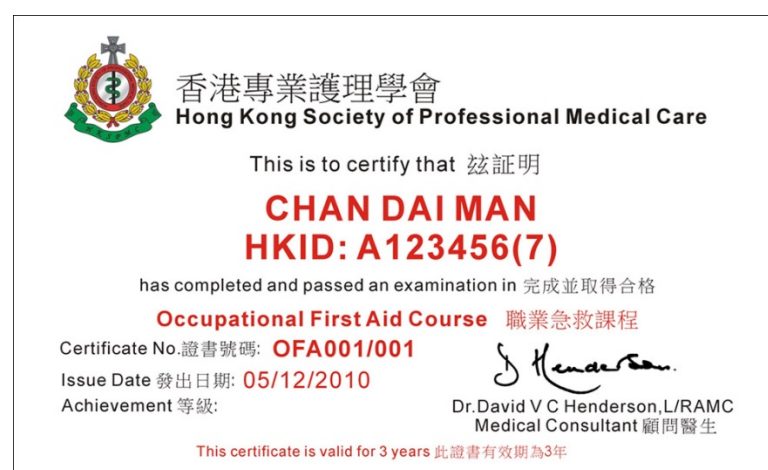 香港專業護理學會
Hong Kong Society of Professional Medical Care
This is to certify that 玆証明
CHAN DAI MAN
HKID: A123456(7)
has completed and passed an examination in 完成並取得合格
Occupational First Aid Course 職業急救課程
Certificate No.證書號碼: OFA001/001
Issue Date 發出日期: 05/12/2010
Achievement 等級:
D Henderson.
Dr.David V C Henderson,L/RAMC
Medical Consultant 顧問醫生
This certificate is valid for 3 years 此證書有效期為3年